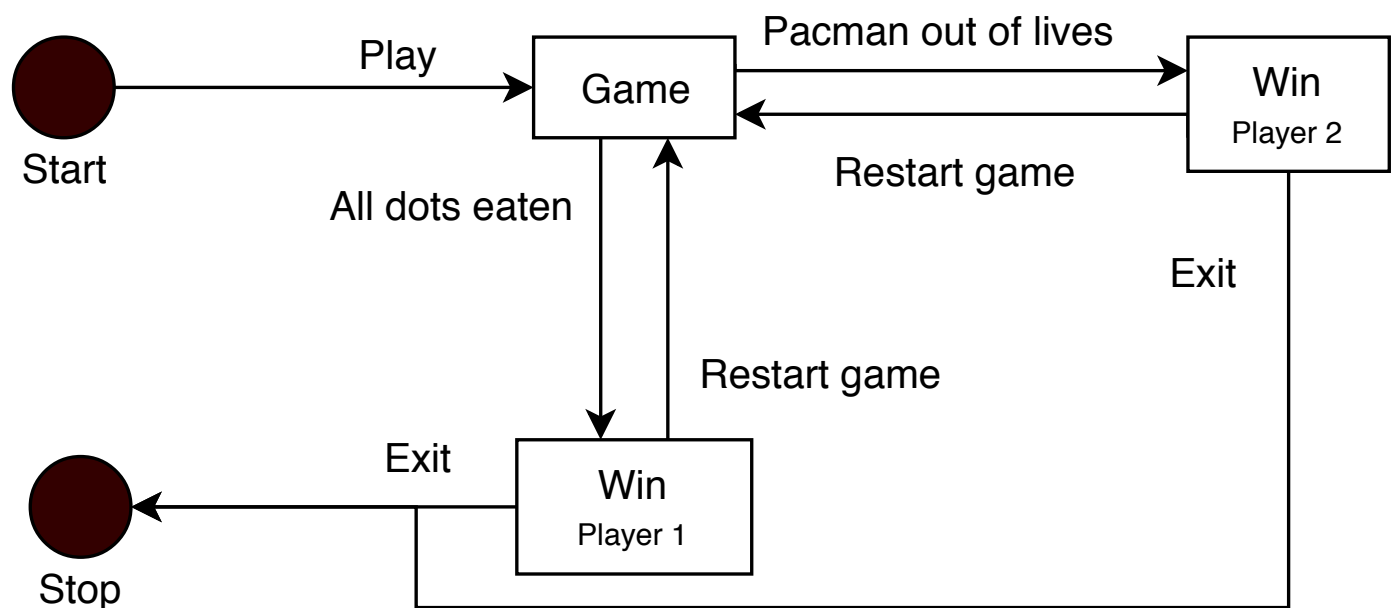 Pacman out of lives
Play
Game
Win
Player 2
Start
Restart game
All dots eaten
Exit
Restart game
Exit
Win
Player 1
Stop